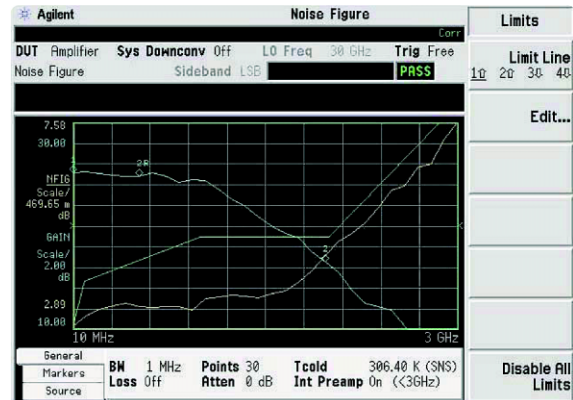 Agilent Noise Figure Limits
Corr
DUT Amplifier Sys Downconv Off LO Freq 30 GHz Trig Free
Noise Figure Sideband LSB PASS
Limit Line
1 2 3 4
Edit...
7.58
30.00
2R
NFIG
Scale/
469.65 m
dB
GAIN
Scale/
2.00
dB
2
2.89
10.00
10 MHz 3 GHz
General
Markers
Source
BW 1 MHz Points 30 Tcold 306.40 K (SNS)
Loss Off Atten 0 dB Int Preamp On (<3GHz)
Disable All
Limits